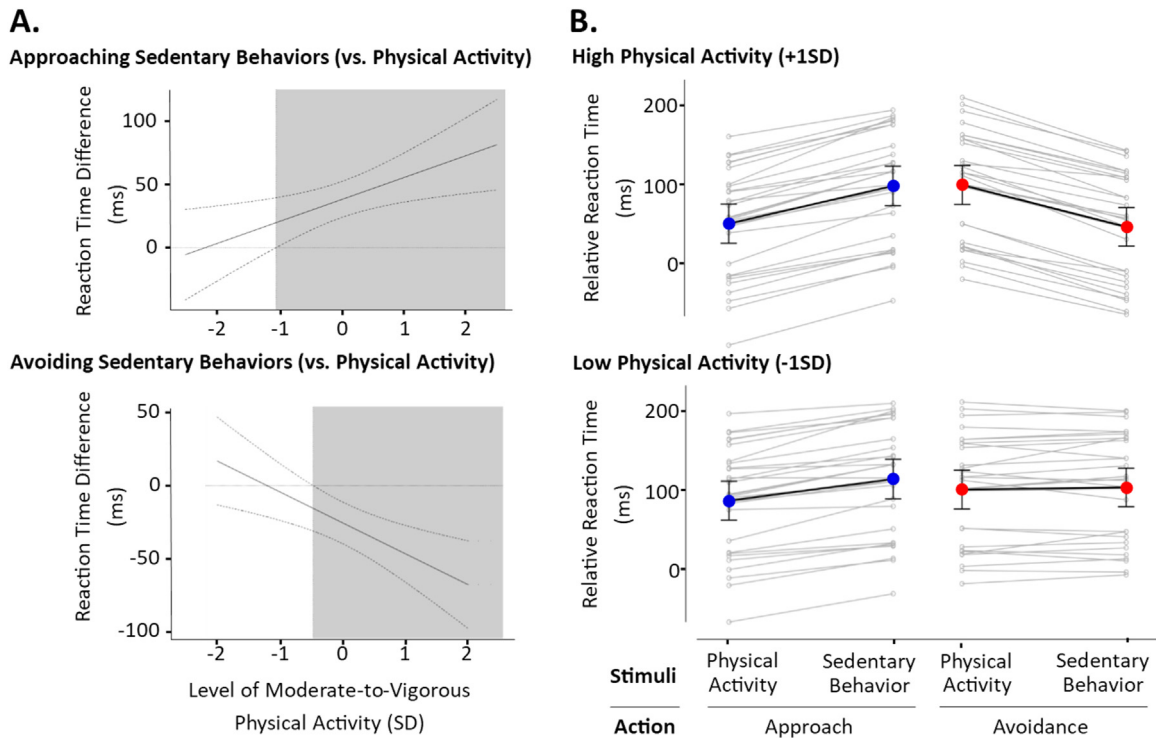 A.
Approaching Sedentary Behaviors (vs. Physical Activity)
Reaction Time Difference
(ms)
100
50
0
-2
-1
0
1
2
Avoiding Sedentary Behaviors (vs. Physical Activity)
Reaction Time Difference
(ms)
50
0
-50
-100
-2
-1
0
1
2
Level of Moderate-to-Vigorous
Physical Activity (SD)
B.
High Physical Activity (+1SD)
Relative Reaction Time
(ms)
200
100
0
Low Physical Activity (-1SD)
Relative Reaction Time
(ms)
200
100
0
Stimuli
Physical
Activity
Sedentary
Behavior
Physical
Activity
Sedentary
Behavior
Action
Approach
Avoidance